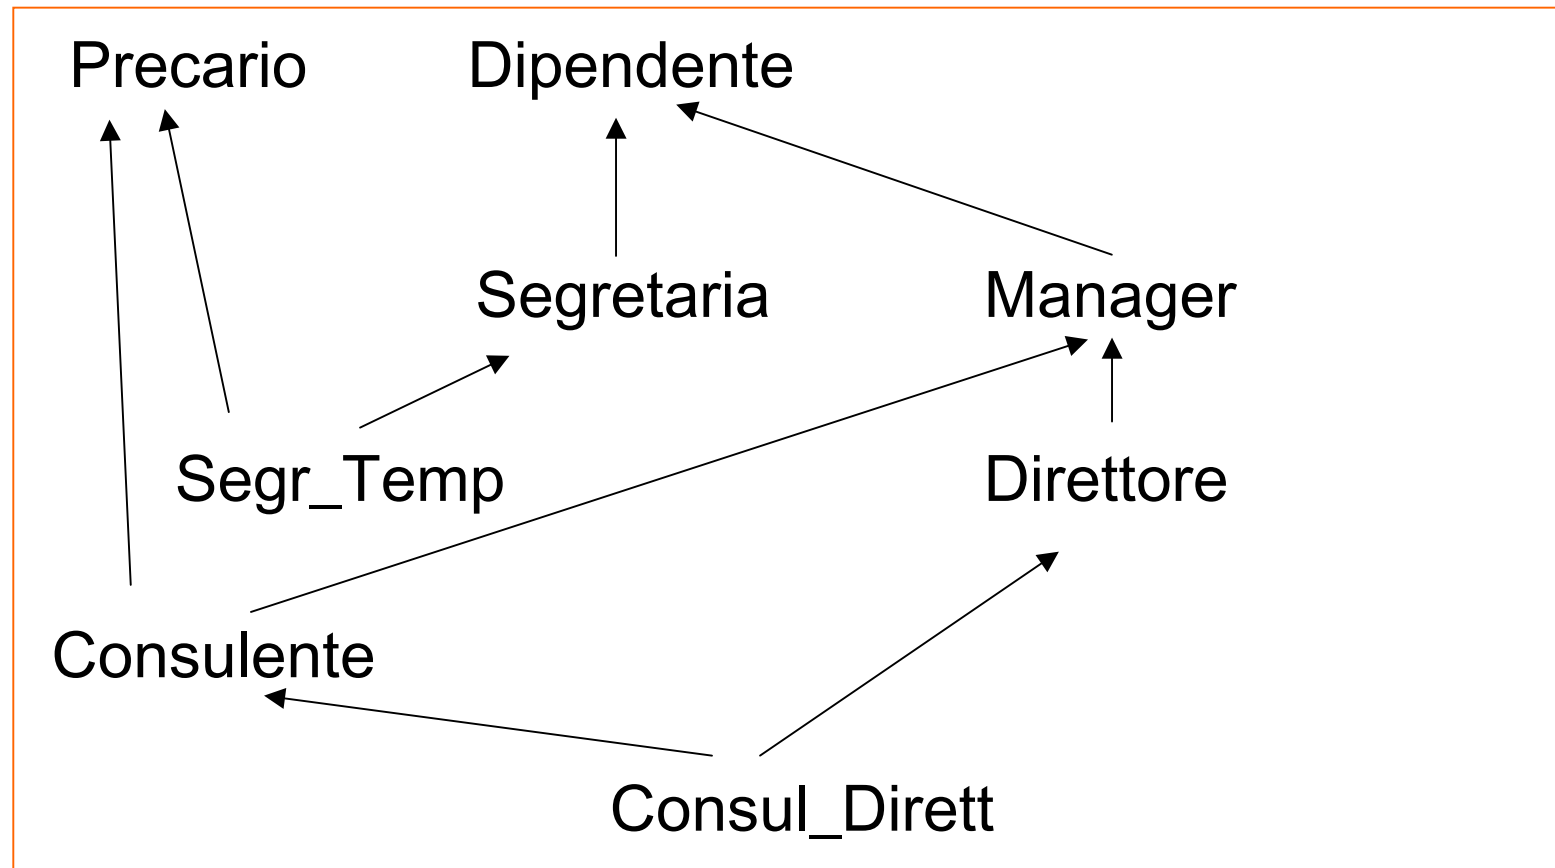 Precario Dipendente
Segretaria Manager
Segr_Temp Direttore
Consulente
Consul_Dirett